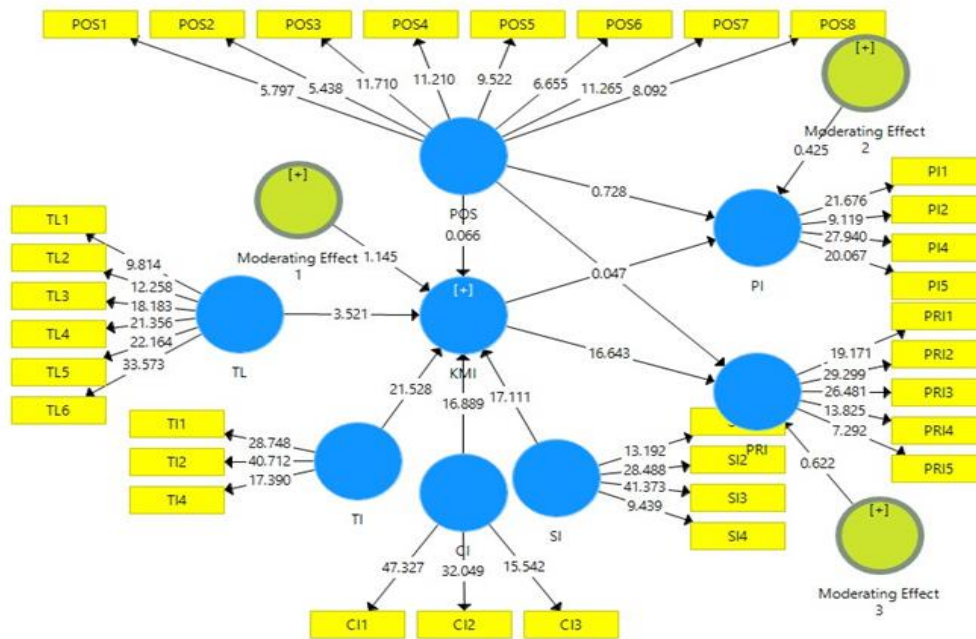 POS1 POS2 POS3 POS4 POS5 POS6 POS7 POS8
5.797 5.438 11.710 11.210 9.522 6.655 11.265 8.092
[+]
Moderating Effect
2
0.425
POS
0.066
0.728
0.047
[+]
Moderating Effect
1
1.145
PI1
PI2
PI4
PI5
21.676
9.119
27.940
20.067
PI
TL1
TL2
TL3
TL4
TL5
TL6
9.814
12.258
18.183
21.356
22.164
33.573
TL
3.521
[+]
KMI
16.643
PRI1
PRI2
PRI3
PRI4
PRI5
19.171
29.299
26.481
13.825
7.292
PRI
0.622
21.528
16.889
17.111
TI1
TI2
TI4
28.748
40.712
17.390
TI
CI
SI
13.192
28.488
41.373
9.439
SI2
SI3
SI4
[+]
Moderating Effect
3
47.327
32.049
15.542
CI1 CI2 CI3